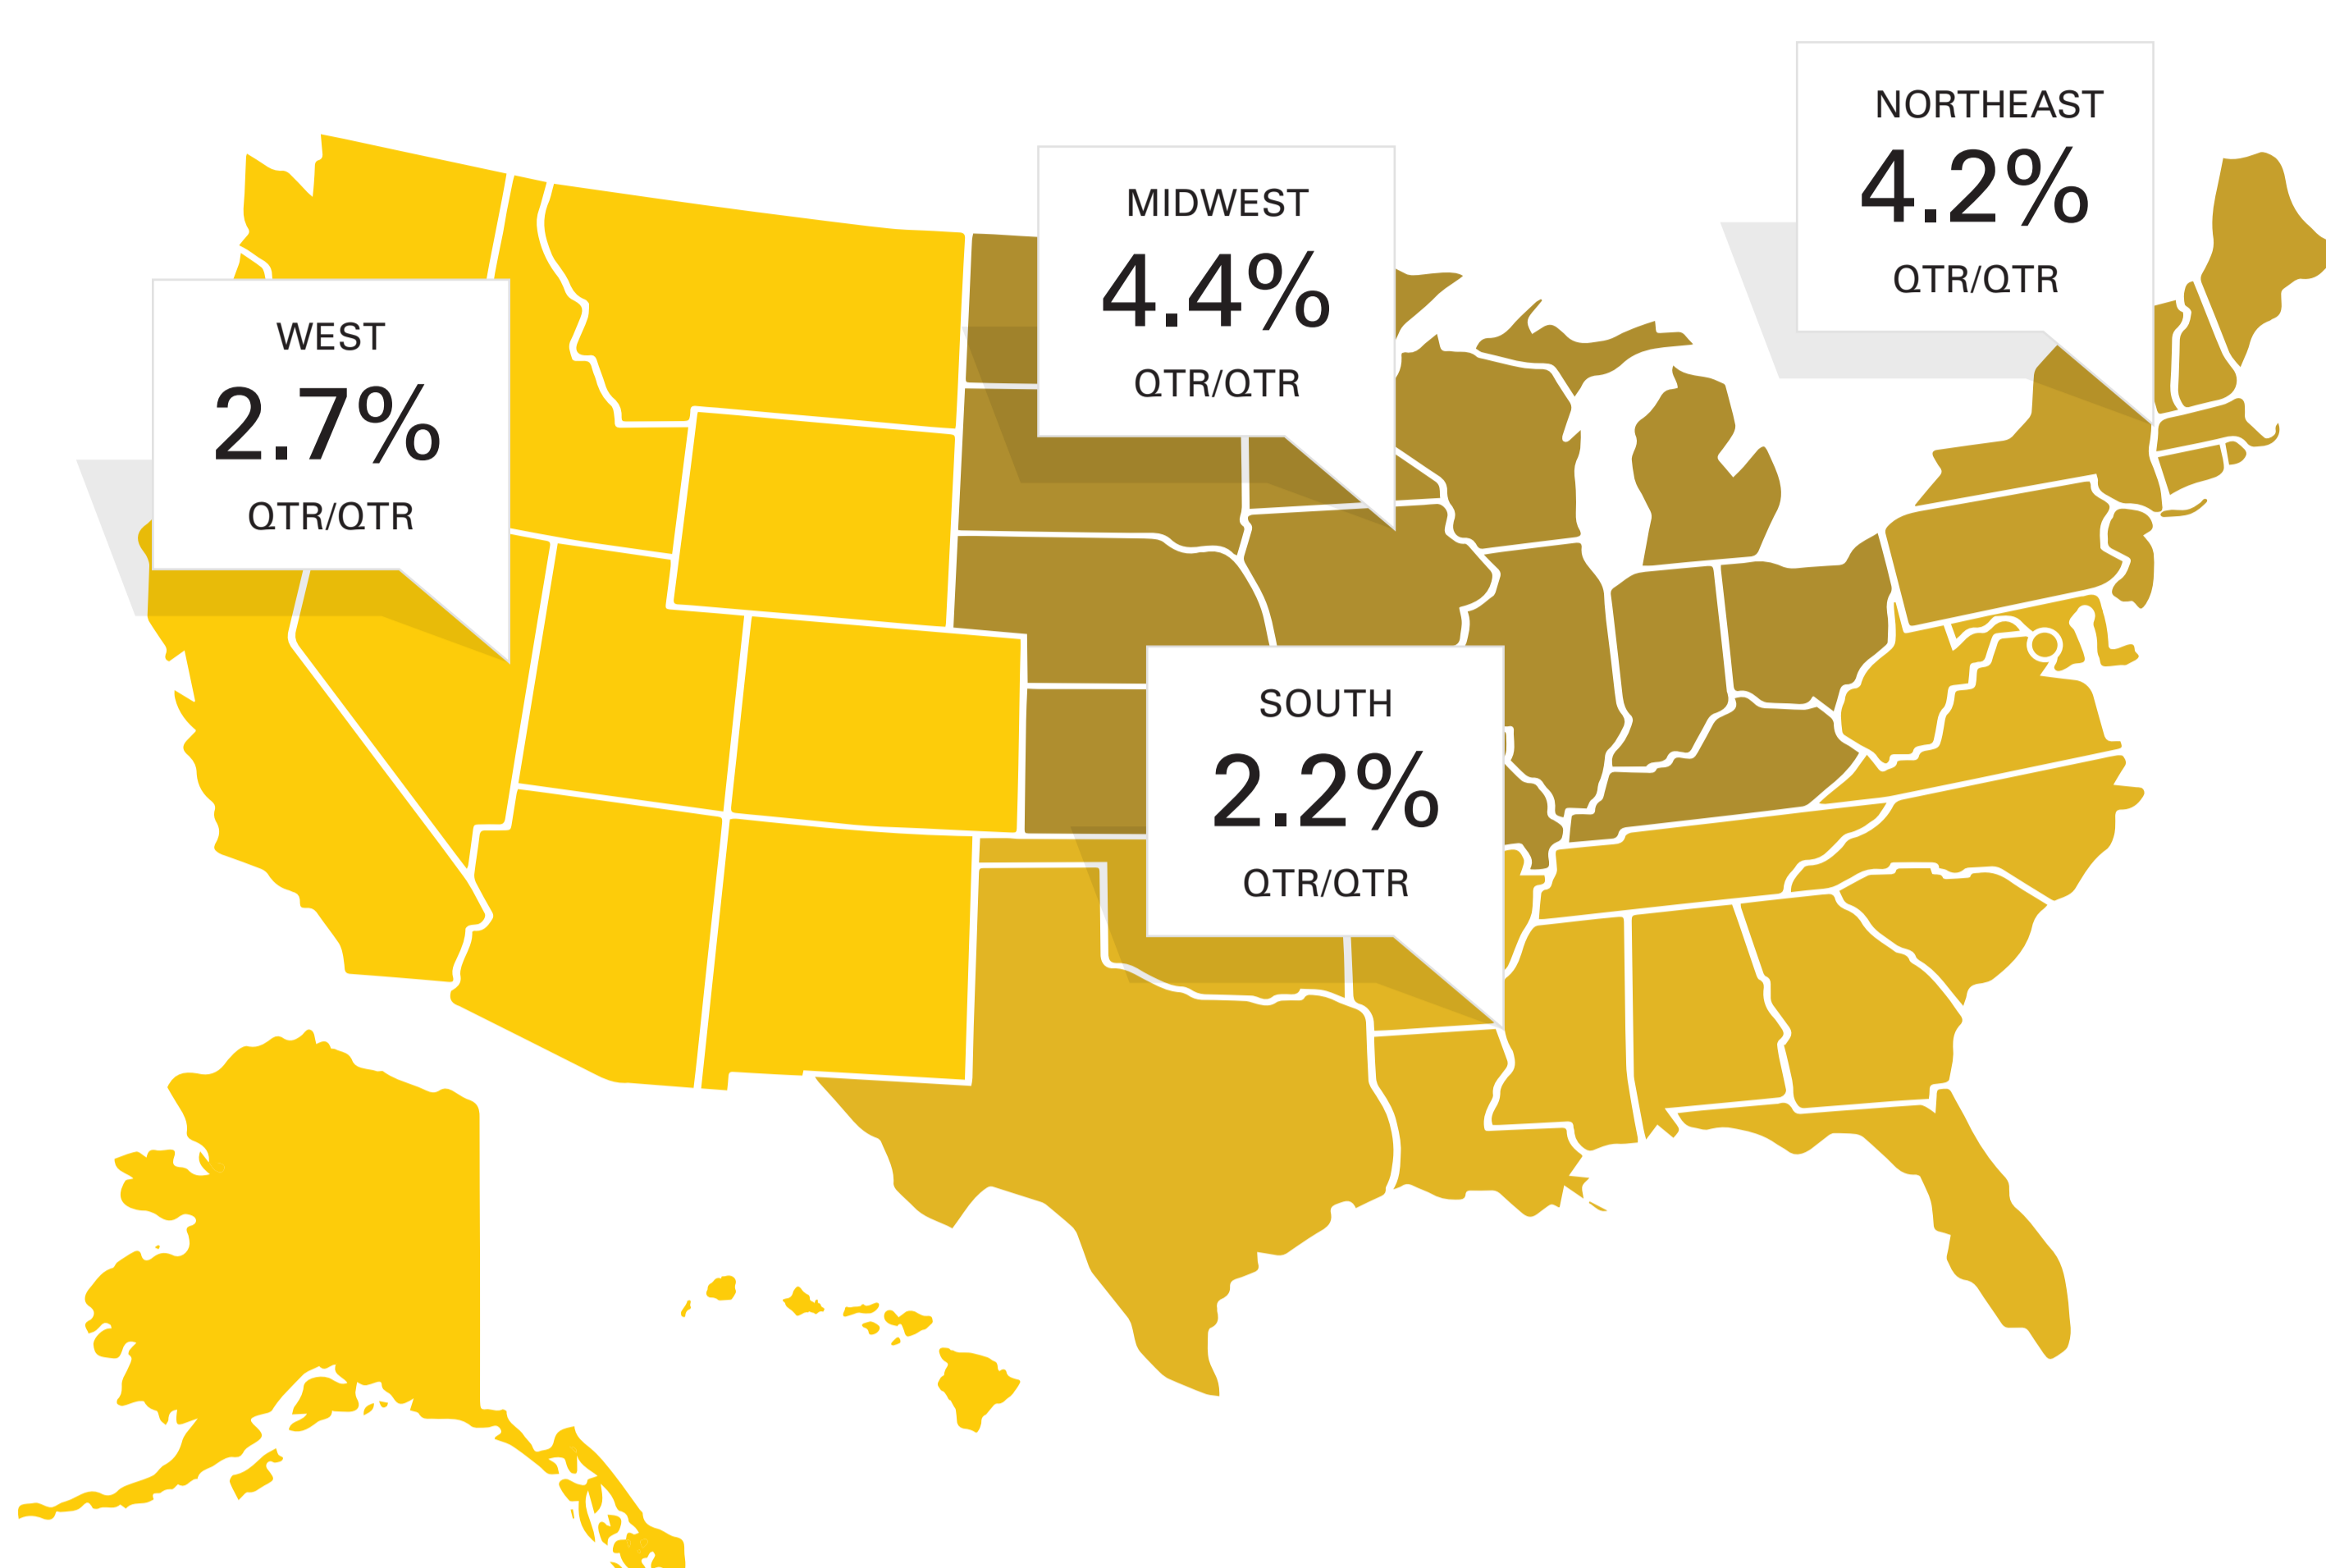 NORTHEAST
4.2%
QTR/QTR
MIDWEST
4.4%
QTR/QTR
WEST
2.7%
QTR/QTR
SOUTH
2.2%
QTR/QTR